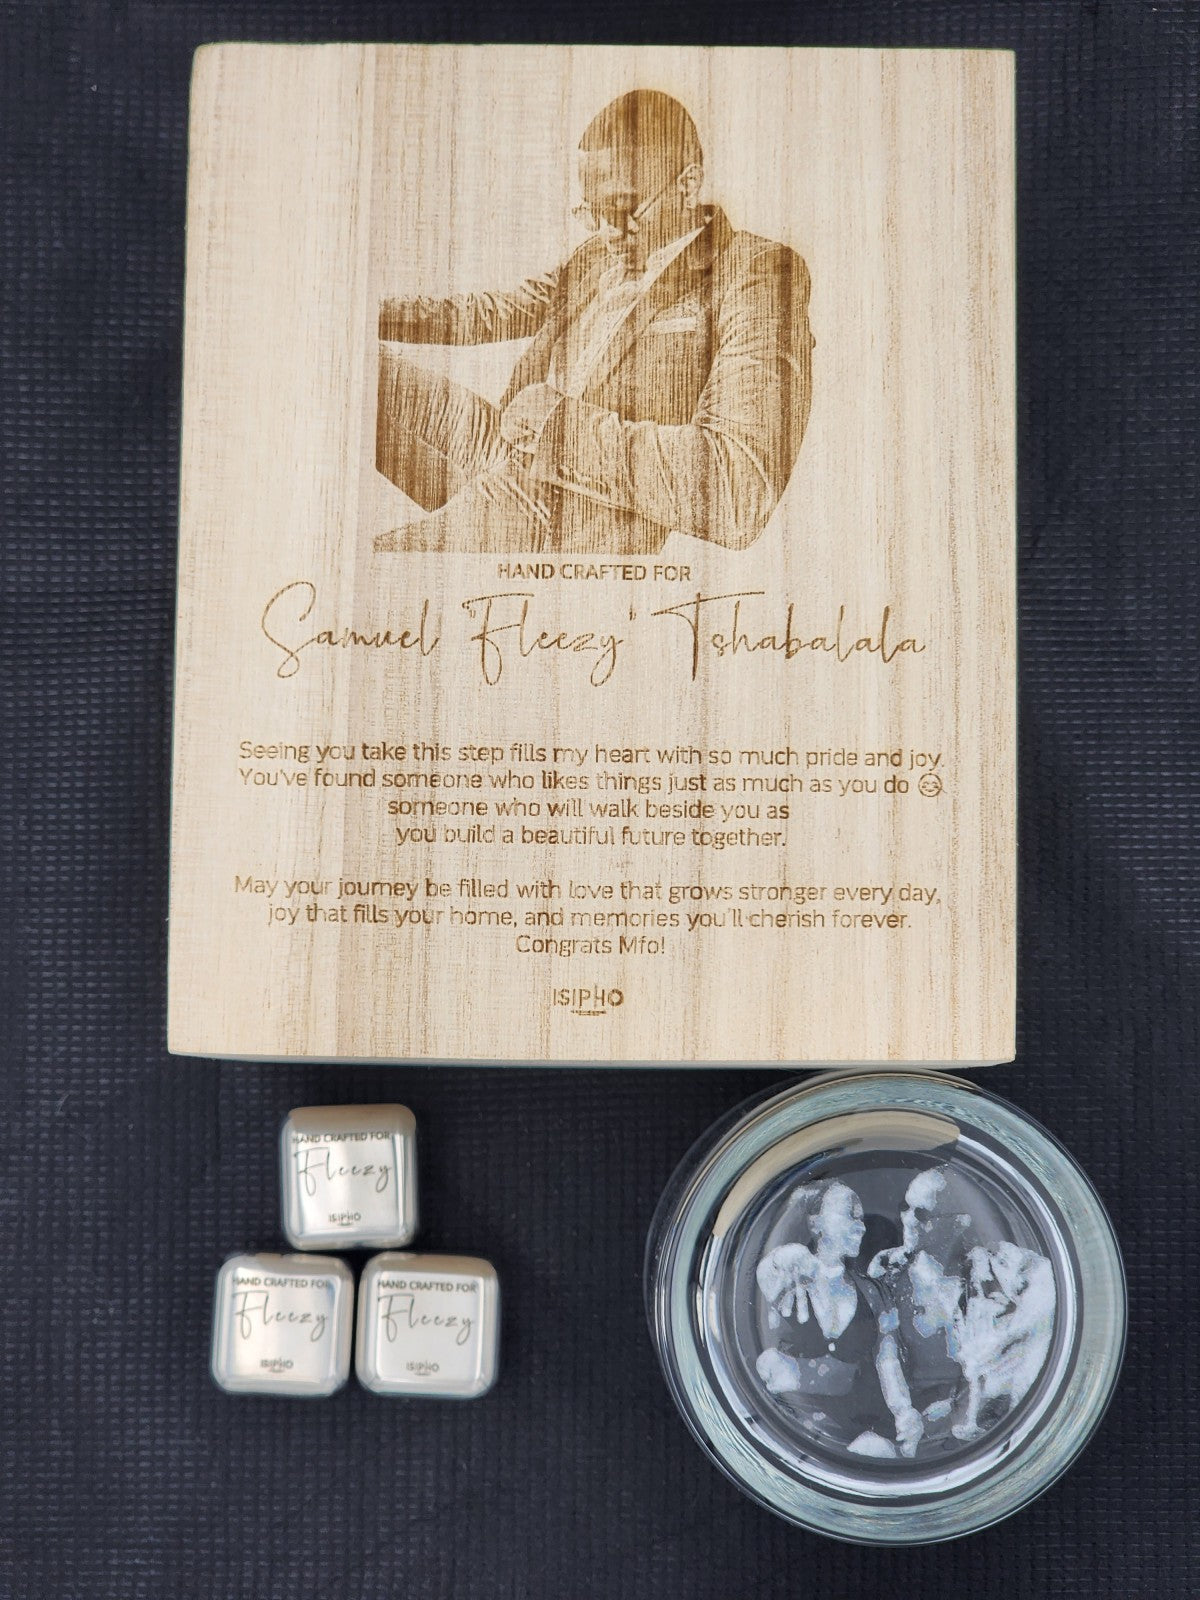 HAND CRAFTED FOR
Samuel "Fleezy" Tshabalala
Seeing you take this step fills my heart with so much pride and joy.
You've found someone who likes things just as much as you do 😊
someone who will walk beside you as
you build a beautiful future together.
May your journey be filled with love that grows stronger every day,
joy that fills your home, and memories you'll cherish forever.
Congrats Mfo!
ISIPHO
HAND CRAFTED FOR
Fleezy
ISIPHO
HAND CRAFTED FOR
Fleezy
ISIPHO
HAND CRAFTED FOR
Fleezy
ISIPHO